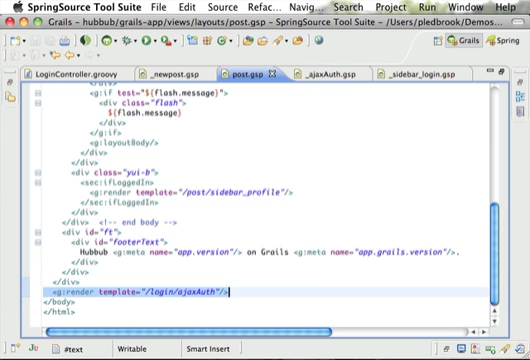 SpringSource Tool Suite File Edit Source Refac... Navig... Search Project Run Window Help
Grails - hubbub/grails-app/views/layouts/post.gsp - SpringSource Tool Suite - /Users/pledbrook/Demos...
Grails Spring
LoginController.groovy _newpost.gsp post.gsp _ajaxAuth.gsp _sidebar_login.gsp
</div>
<g:if test="${flash.message}">
<div class="flash">
${flash.message}
</div>
</g:if>
<g:layoutBody/>
</div>
</div>
<div class="yui-b">
<sec:ifLoggedIn>
<g:render template="/post/sidebar_profile"/>
</sec:ifLoggedIn>
</div>
</div> <!-- end body -->
<div id="ft">
<div id="footerText">
Hubbub <g:meta name="app.version"/> on Grails <g:meta name="app.grails.version"/>.
</div>
</div>
</div>
<g:render template="/login/ajaxAuth"/>
</body>
</html>
Ju #text Writable Smart Insert